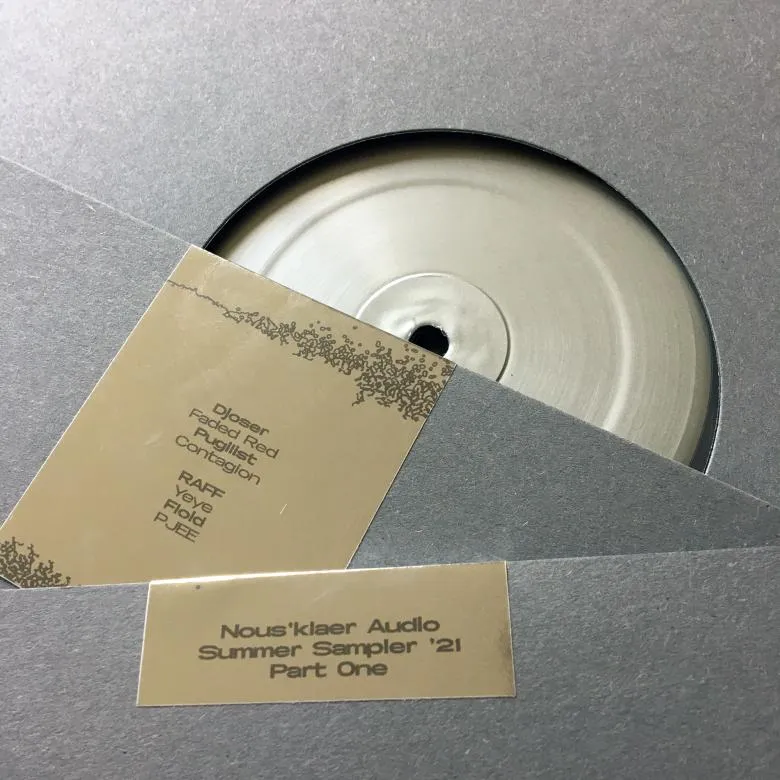 Djoser
Faded Red
Pugilist
Contagion
RAFF
Yeye
Floid
PJEE
Nous'klaer Audio
Summer Sampler '21
Part One